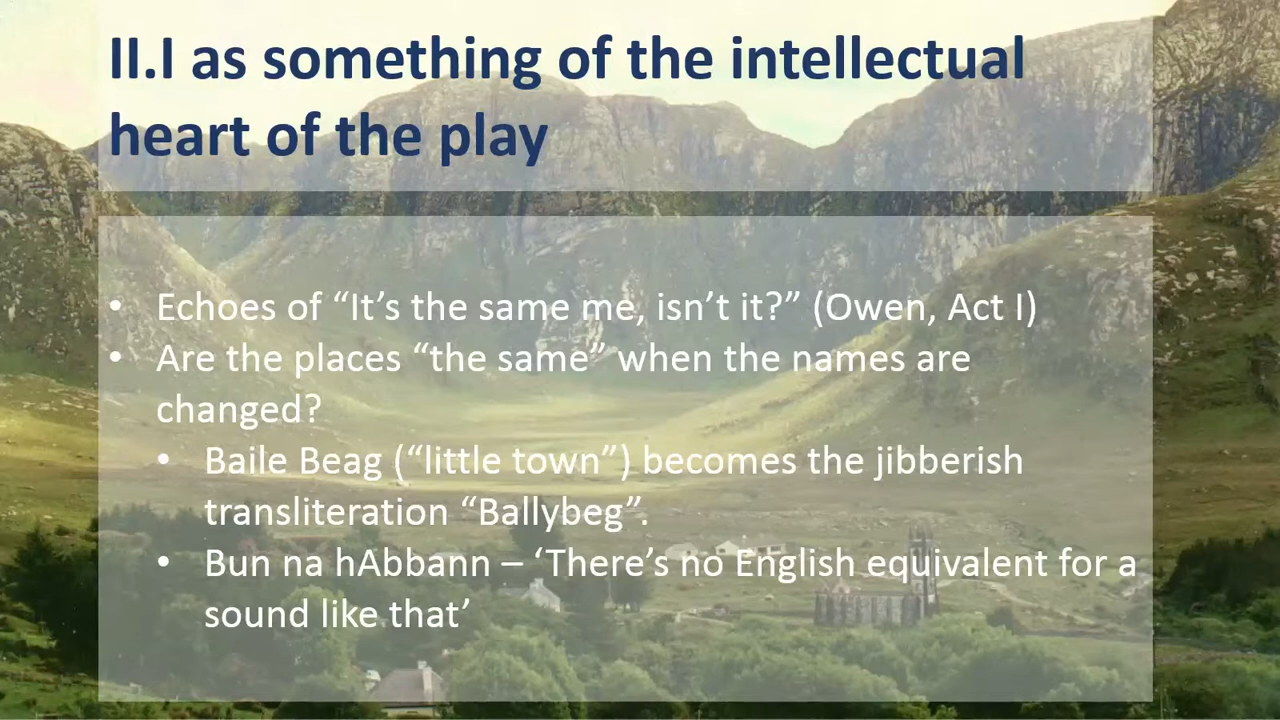 II.I as something of the intellectual
heart of the play
• Echoes of “It’s the same me, isn’t it?” (Owen, Act I)
• Are the places “the same” when the names are
changed?
• Baile Beag (“little town”) becomes the jibberish
transliteration “Ballybeg”.
• Bun na hAbbann – ‘There’s no English equivalent for a
sound like that’